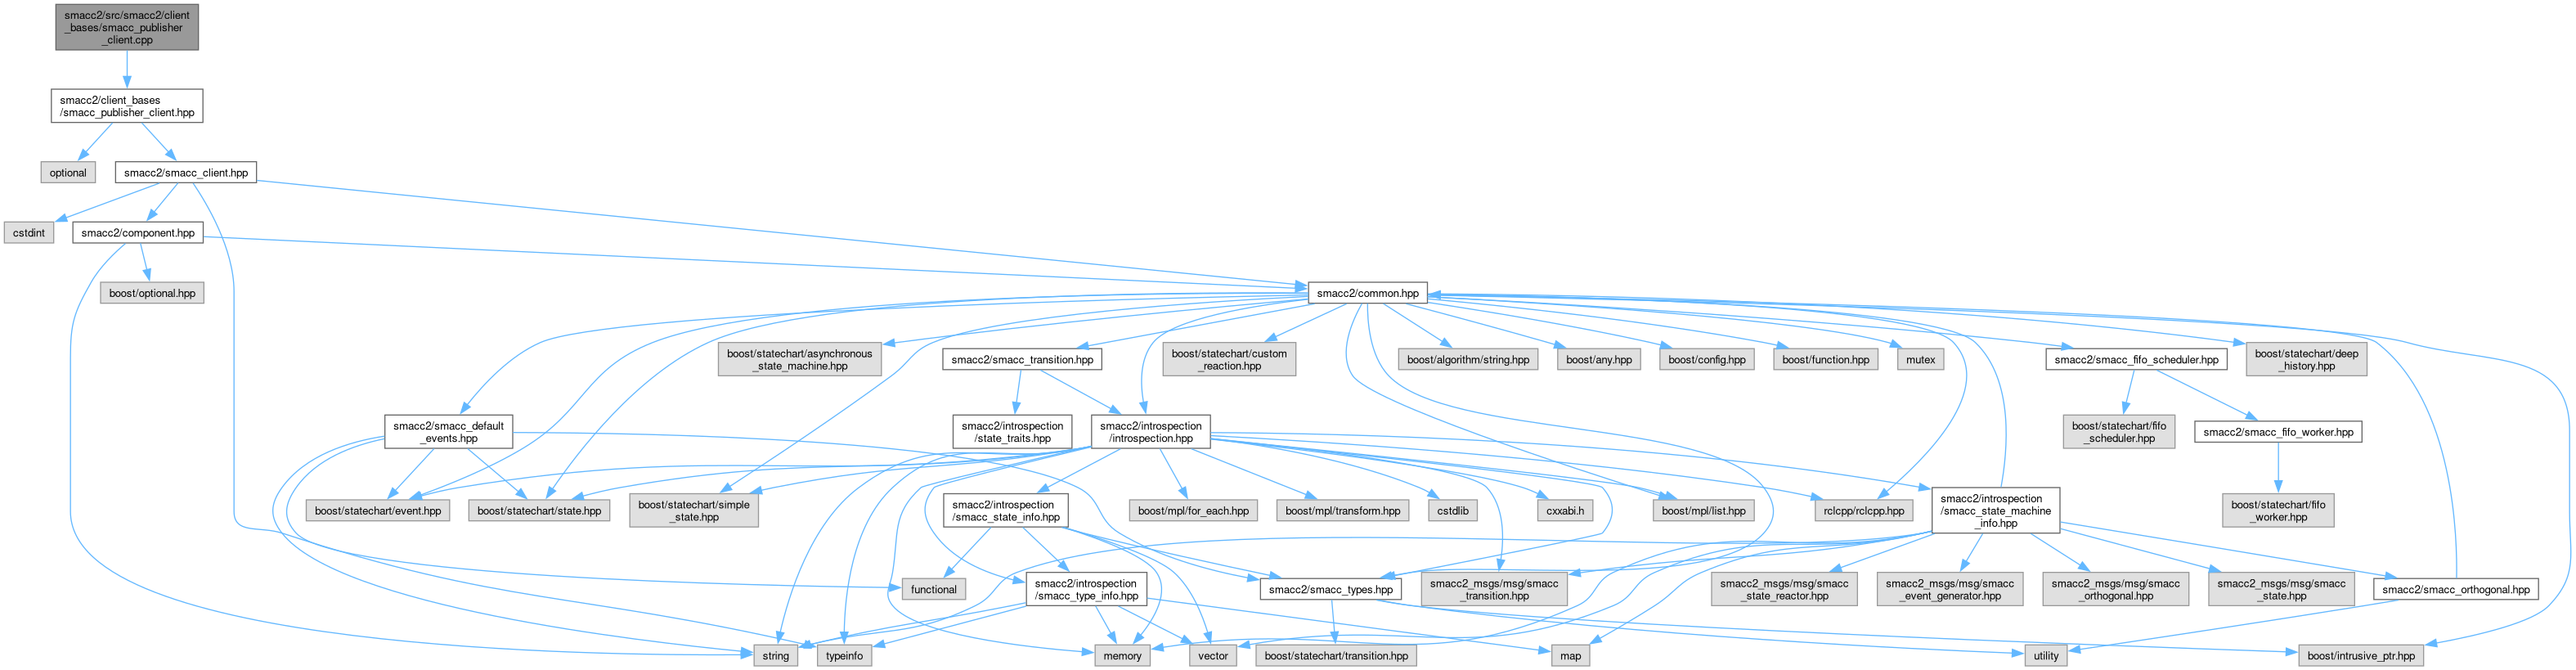 smacc2/src/smacc2/client
_bases/smacc_publisher
_client.cpp
smacc2/client_bases
/smacc_publisher_client.hpp
optional
smacc2/smacc_client.hpp
cstdint
smacc2/component.hpp
boost/optional.hpp
smacc2/common.hpp
boost/statechart/asynchronous
_state_machine.hpp
smacc2/smacc_transition.hpp
boost/statechart/custom
_reaction.hpp
boost/algorithm/string.hpp
boost/any.hpp
boost/config.hpp
boost/function.hpp
mutex
smacc2/smacc_fifo_scheduler.hpp
boost/statechart/deep
_history.hpp
smacc2/smacc_default
_events.hpp
smacc2/introspection
/state_traits.hpp
smacc2/introspection
/introspection.hpp
boost/statechart/fifo
_scheduler.hpp
smacc2/smacc_fifo_worker.hpp
boost/statechart/event.hpp
boost/statechart/state.hpp
boost/statechart/simple
_state.hpp
smacc2/introspection
/smacc_state_info.hpp
boost/mpl/for_each.hpp
boost/mpl/transform.hpp
cstdlib
cxxabi.h
boost/mpl/list.hpp
rclcpp/rclcpp.hpp
smacc2/introspection
/smacc_state_machine
_info.hpp
boost/statechart/fifo
_worker.hpp
functional
smacc2/introspection
/smacc_type_info.hpp
smacc2/smacc_types.hpp
smacc2_msgs/msg/smacc
_transition.hpp
smacc2_msgs/msg/smacc
_state_reactor.hpp
smacc2_msgs/msg/smacc
_event_generator.hpp
smacc2_msgs/msg/smacc
_orthogonal.hpp
smacc2_msgs/msg/smacc
_state.hpp
smacc2/smacc_orthogonal.hpp
string
typeinfo
memory
vector
boost/statechart/transition.hpp
map
utility
boost/intrusive_ptr.hpp